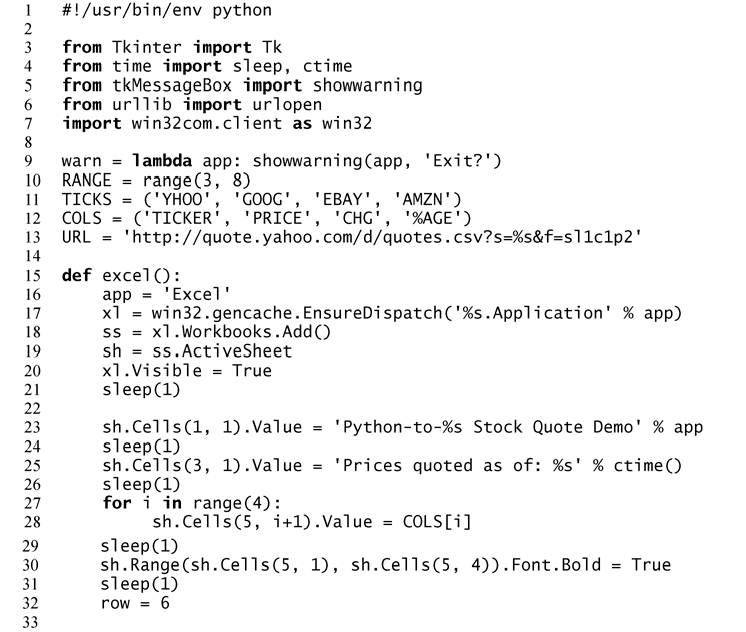 1 #!/usr/bin/env python
2
3 from Tkinter import Tk
4 from time import sleep, ctime
5 from tkMessageBox import showwarning
6 from urllib import urlopen
7 import win32com.client as win32
8
9 warn = lambda app: showwarning(app, 'Exit?')
10 RANGE = range(3, 8)
11 TICKS = ('YHOO', 'GOOG', 'EBAY', 'AMZN')
12 COLS = ('TICKER', 'PRICE', 'CHG', '%AGE')
13 URL = 'http://quote.yahoo.com/d/quotes.csv?s=%s&f=sl1c1p2'
14
15 def excel():
16     app = 'Excel'
17     xl = win32.gencache.EnsureDispatch('%s.Application' % app)
18     ss = xl.Workbooks.Add()
19     sh = ss.ActiveSheet
20     xl.Visible = True
21     sleep(1)
22
23     sh.Cells(1, 1).Value = 'Python-to-%s Stock Quote Demo' % app
24     sleep(1)
25     sh.Cells(3, 1).Value = 'Prices quoted as of: %s' % ctime()
26     sleep(1)
27     for i in range(4):
28         sh.Cells(5, i+1).Value = COLS[i]
29     sleep(1)
30     sh.Range(sh.Cells(5, 1), sh.Cells(5, 4)).Font.Bold = True
31     sleep(1)
32     row = 6
33